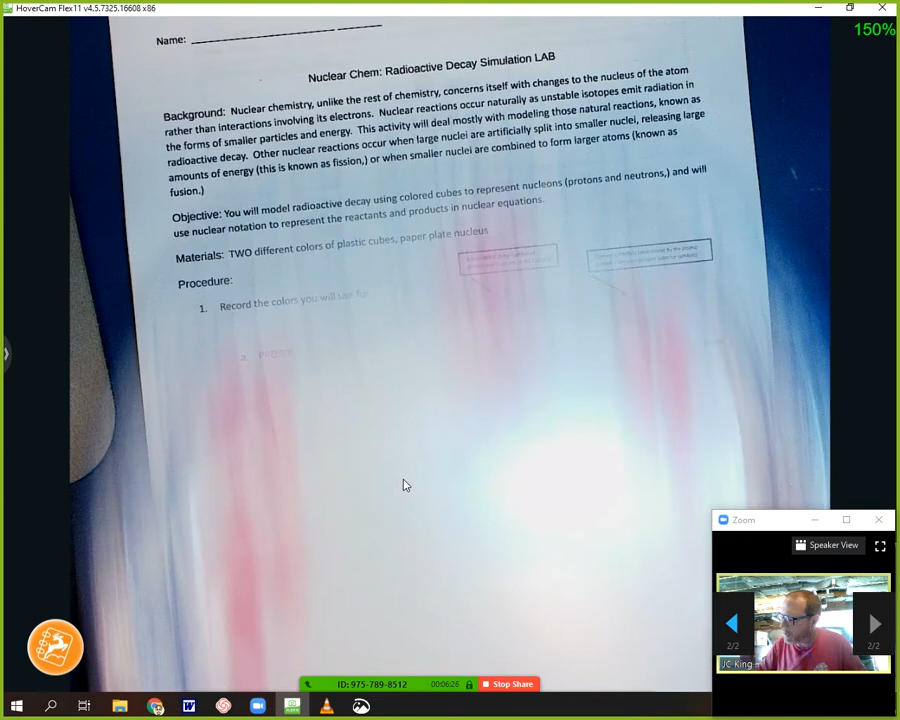 HoverCam Flex11 v4.5.7325.16608 x86
150%
Name:
Nuclear Chem: Radioactive Decay Simulation LAB
Background: Nuclear chemistry, unlike the rest of chemistry, concerns itself with changes to the nucleus of the atom
rather than interactions involving its electrons. Nuclear reactions occur naturally as unstable isotopes emit radiation in
the forms of smaller particles and energy. This activity will deal mostly with modeling those natural reactions, known as
radioactive decay. Other nuclear reactions occur when large nuclei are artificially split into smaller nuclei, releasing large
amounts of energy (this is known as fission,) or when smaller nuclei are combined to form larger atoms (known as
fusion.)
Objective: You will model radioactive decay using colored cubes to represent nucleons (protons and neutrons,) and will
use nuclear notation to represent the reactants and products in nuclear equations.
Materials: TWO different colors of plastic cubes, paper plate nucleus
Procedure:
1. Record the colors you will use for
a.
Zoom
Speaker View
2/2
2/2
JC King
ID: 975-789-8512
00:06:26
Stop Share